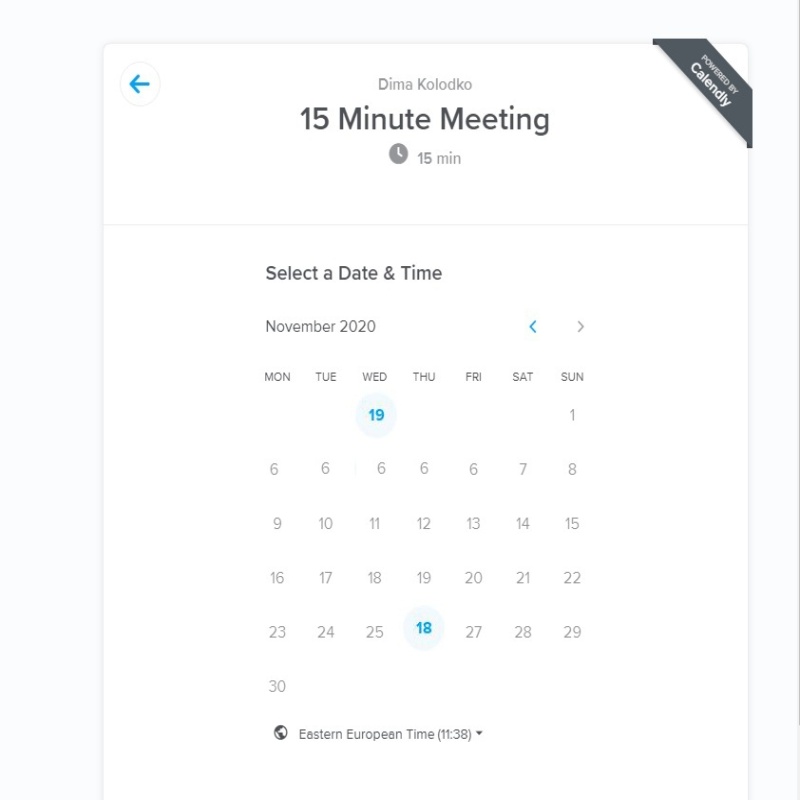 POWERED BY
Calendly
Dima Kolodko
15 Minute Meeting
15 min
Select a Date & Time
November 2020
MON TUE WED THU FRI SAT SUN
19 1
6 6 6 6 6 7 8
9 10 11 12 13 14 15
16 17 18 19 20 21 22
23 24 25 18 27 28 29
30
Eastern European Time (11:38)